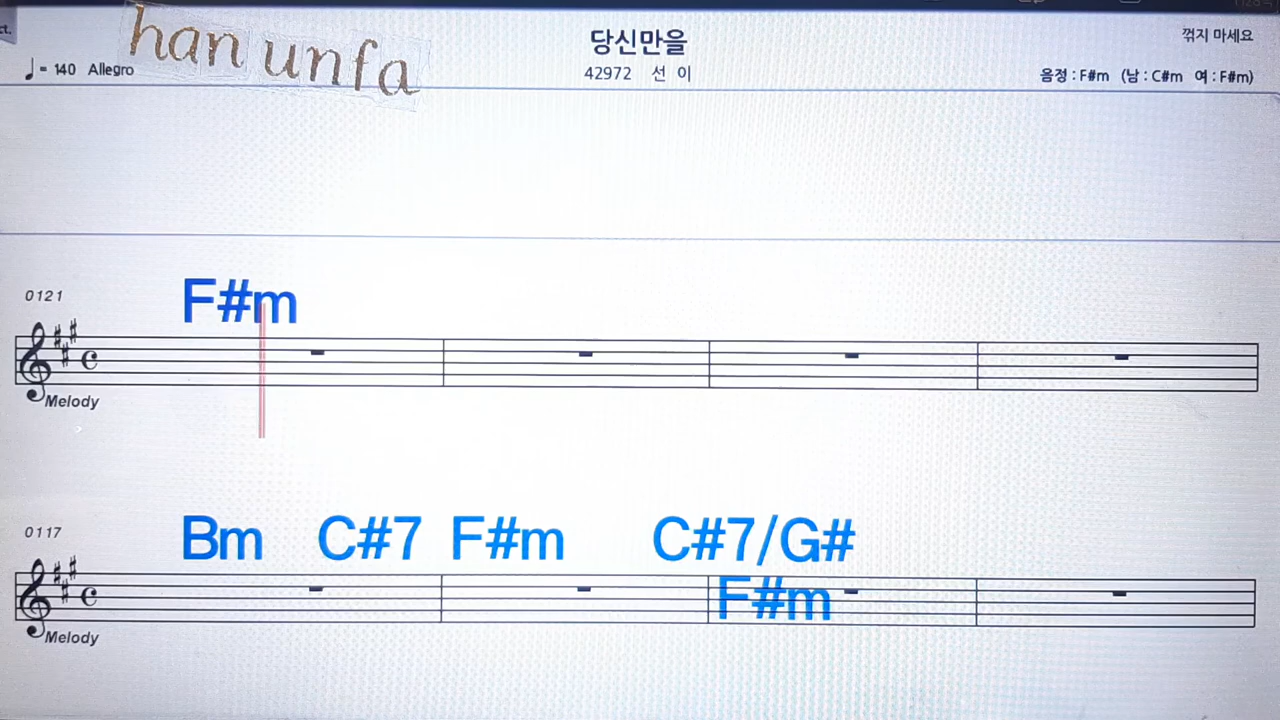 ct.
han unfa
당신만을
꺾지 마세요
♩= 140 Allegro
42972 선 이
음정 : F#m (남 : C#m 여 : F#m)
0121
F#m
Melody
0117
Bm C#7 F#m C#7/G#
F#m
Melody